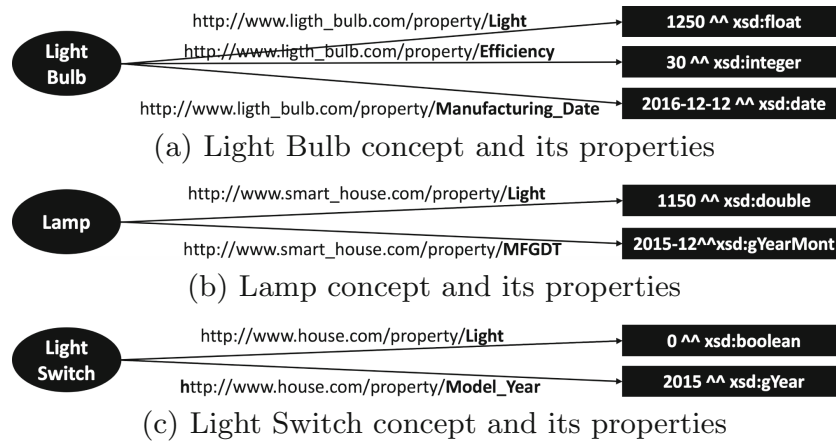 http://www.ligth_bulb.com/property/Light
1250 ^^ xsd:float
Light
Bulb
http://www.ligth_bulb.com/property/Efficiency
30 ^^ xsd:integer
http://www.ligth_bulb.com/property/Manufacturing_Date
2016-12-12 ^^ xsd:date
(a) Light Bulb concept and its properties
http://www.smart_house.com/property/Light
1150 ^^ xsd:double
Lamp
http://www.smart_house.com/property/MFGDT
2015-12^^xsd:gYearMont
(b) Lamp concept and its properties
http://www.house.com/property/Light
0 ^^ xsd:boolean
Light
Switch
http://www.house.com/property/Model_Year
2015 ^^ xsd:gYear
(c) Light Switch concept and its properties